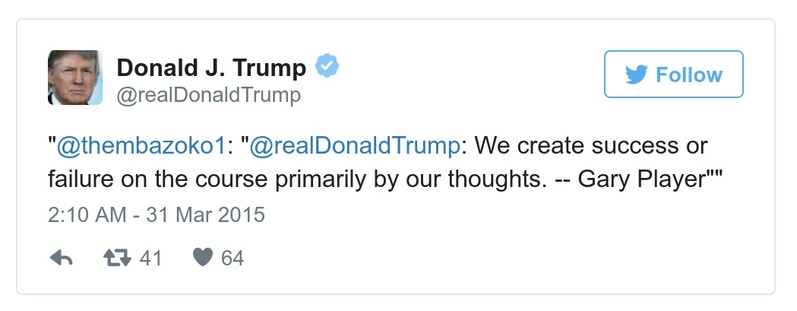 Donald J. Trump
Follow
@realDonaldTrump
"@thembazoko1: "@realDonaldTrump: We create success or
failure on the course primarily by our thoughts. -- Gary Player""
2:10 AM - 31 Mar 2015
41 64